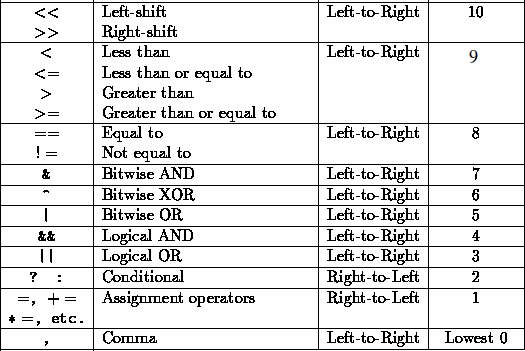 << Left-shift Left-to-Right 10
>> Right-shift
< Less than Left-to-Right 9
<= Less than or equal to
> Greater than
>= Greater than or equal to
== Equal to Left-to-Right 8
!= Not equal to
& Bitwise AND Left-to-Right 7
^ Bitwise XOR Left-to-Right 6
| Bitwise OR Left-to-Right 5
&& Logical AND Left-to-Right 4
|| Logical OR Left-to-Right 3
? : Conditional Right-to-Left 2
=, += Assignment operators Right-to-Left 1
*=, etc.
, Comma Left-to-Right Lowest 0